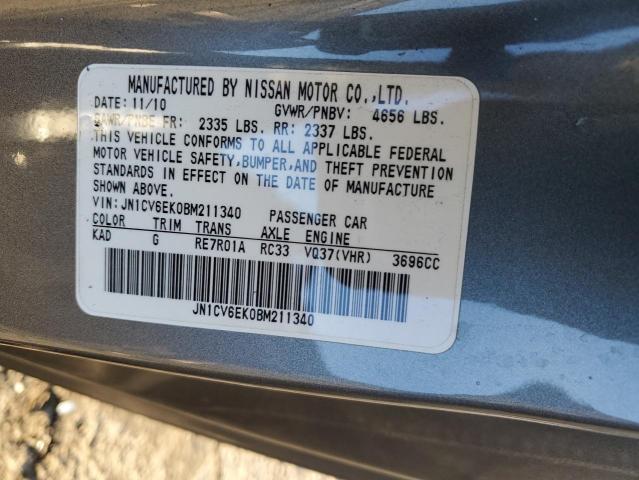 MANUFACTURED BY NISSAN MOTOR CO.,LTD.
DATE: 11/10 GVWR/PNBV: 4656 LBS.
GAWR/PNBE FR: 2335 LBS. RR: 2337 LBS.
THIS VEHICLE CONFORMS TO ALL APPLICABLE FEDERAL
MOTOR VEHICLE SAFETY,BUMPER,AND THEFT PREVENTION
STANDARDS IN EFFECT ON THE DATE OF MANUFACTURE
SHOWN ABOVE.
VIN: JN1CV6EK0BM211340 PASSENGER CAR
COLOR TRIM TRANS AXLE ENGINE
KAD G RE7R01A RC33 VQ37(VHR) 3696CC
JN1CV6EK0BM211340